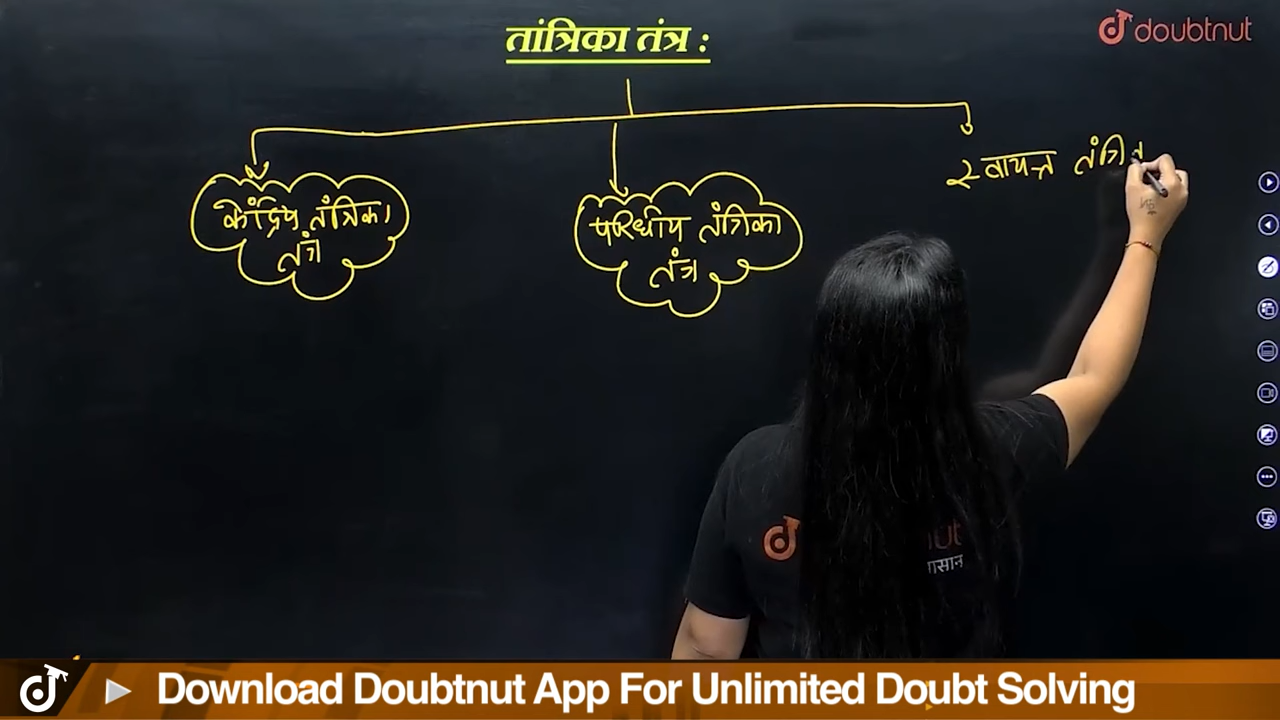 तांत्रिका तंत्र :
doubtnut
केंद्रिय तंत्रिका
तंत्र
परिधीय तंत्रिका
तंत्र
स्वायत्त
Download Doubtnut App For Unlimited Doubt Solving